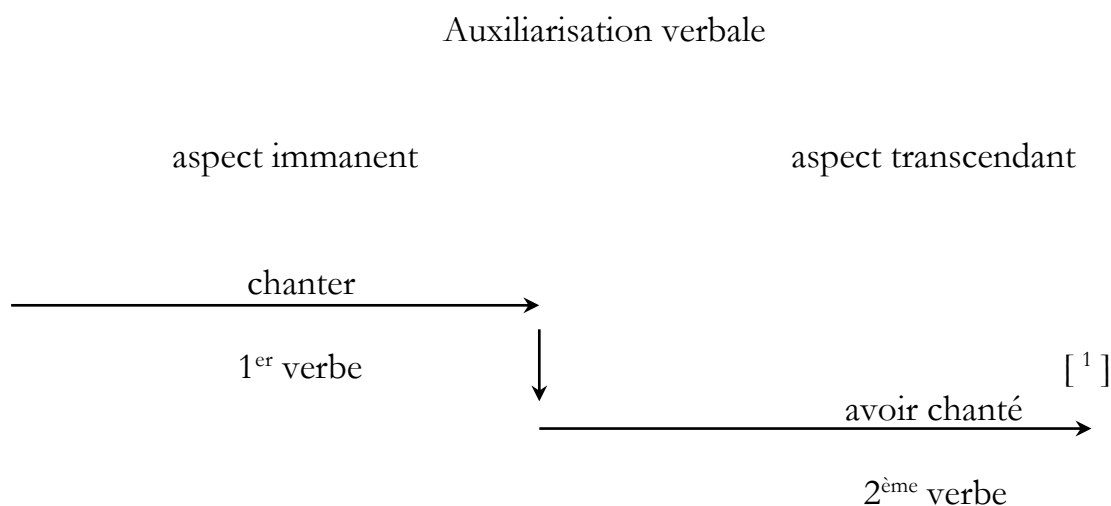 Auxiliarisation verbale
aspect immanent aspect transcendant
chanter
1er verbe [ 1 ]
avoir chanté
2ème verbe